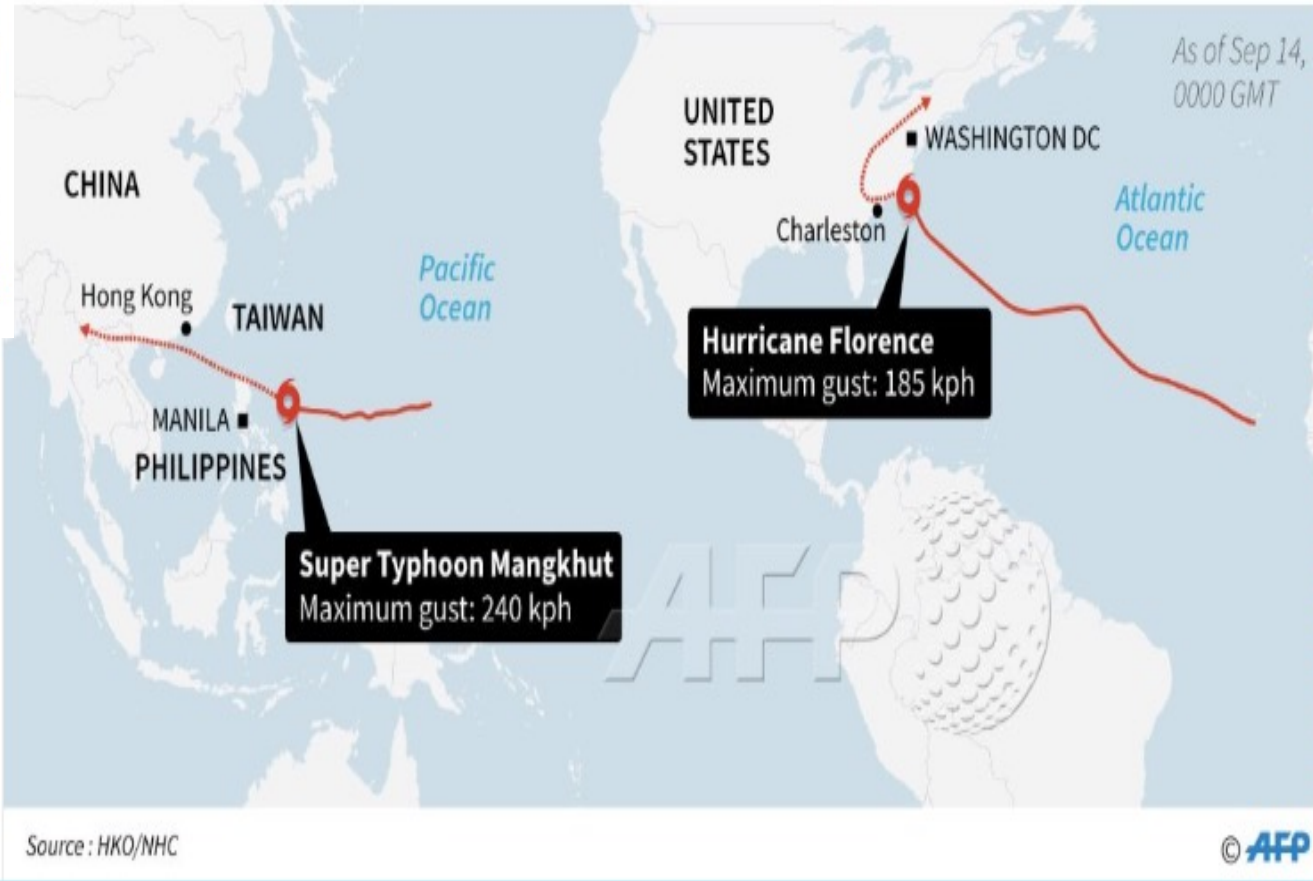 As of Sep 14,
0000 GMT
UNITED
STATES
WASHINGTON DC
CHINA
Atlantic
Ocean
Charleston
Pacific
Ocean
Hong Kong
TAIWAN
Hurricane Florence
Maximum gust: 185 kph
MANILA
PHILIPPINES
Super Typhoon Mangkhut
Maximum gust: 240 kph
AFP
Source : HKO/NHC
© AFP